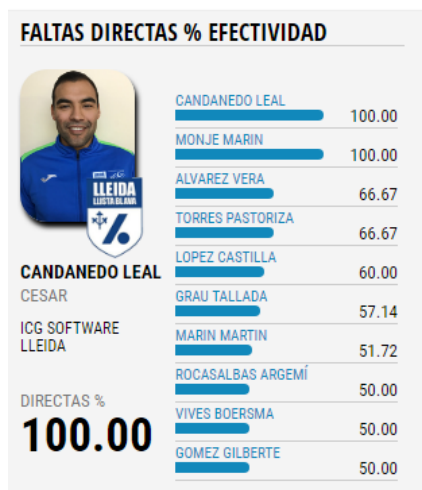 FALTAS DIRECTAS % EFECTIVIDAD
LLEIDA
LLISTA BLAVA
CANDANEDO LEAL
CESAR
ICG SOFTWARE
LLEIDA
DIRECTAS %
100.00
CANDANEDO LEAL
100.00
MONJE MARIN
100.00
ALVAREZ VERA
66.67
TORRES PASTORIZA
66.67
LOPEZ CASTILLA
60.00
GRAU TALLADA
57.14
MARIN MARTIN
51.72
ROCASALBAS ARGEMÍ
50.00
VIVES BOERSMA
50.00
GOMEZ GILBERTE
50.00